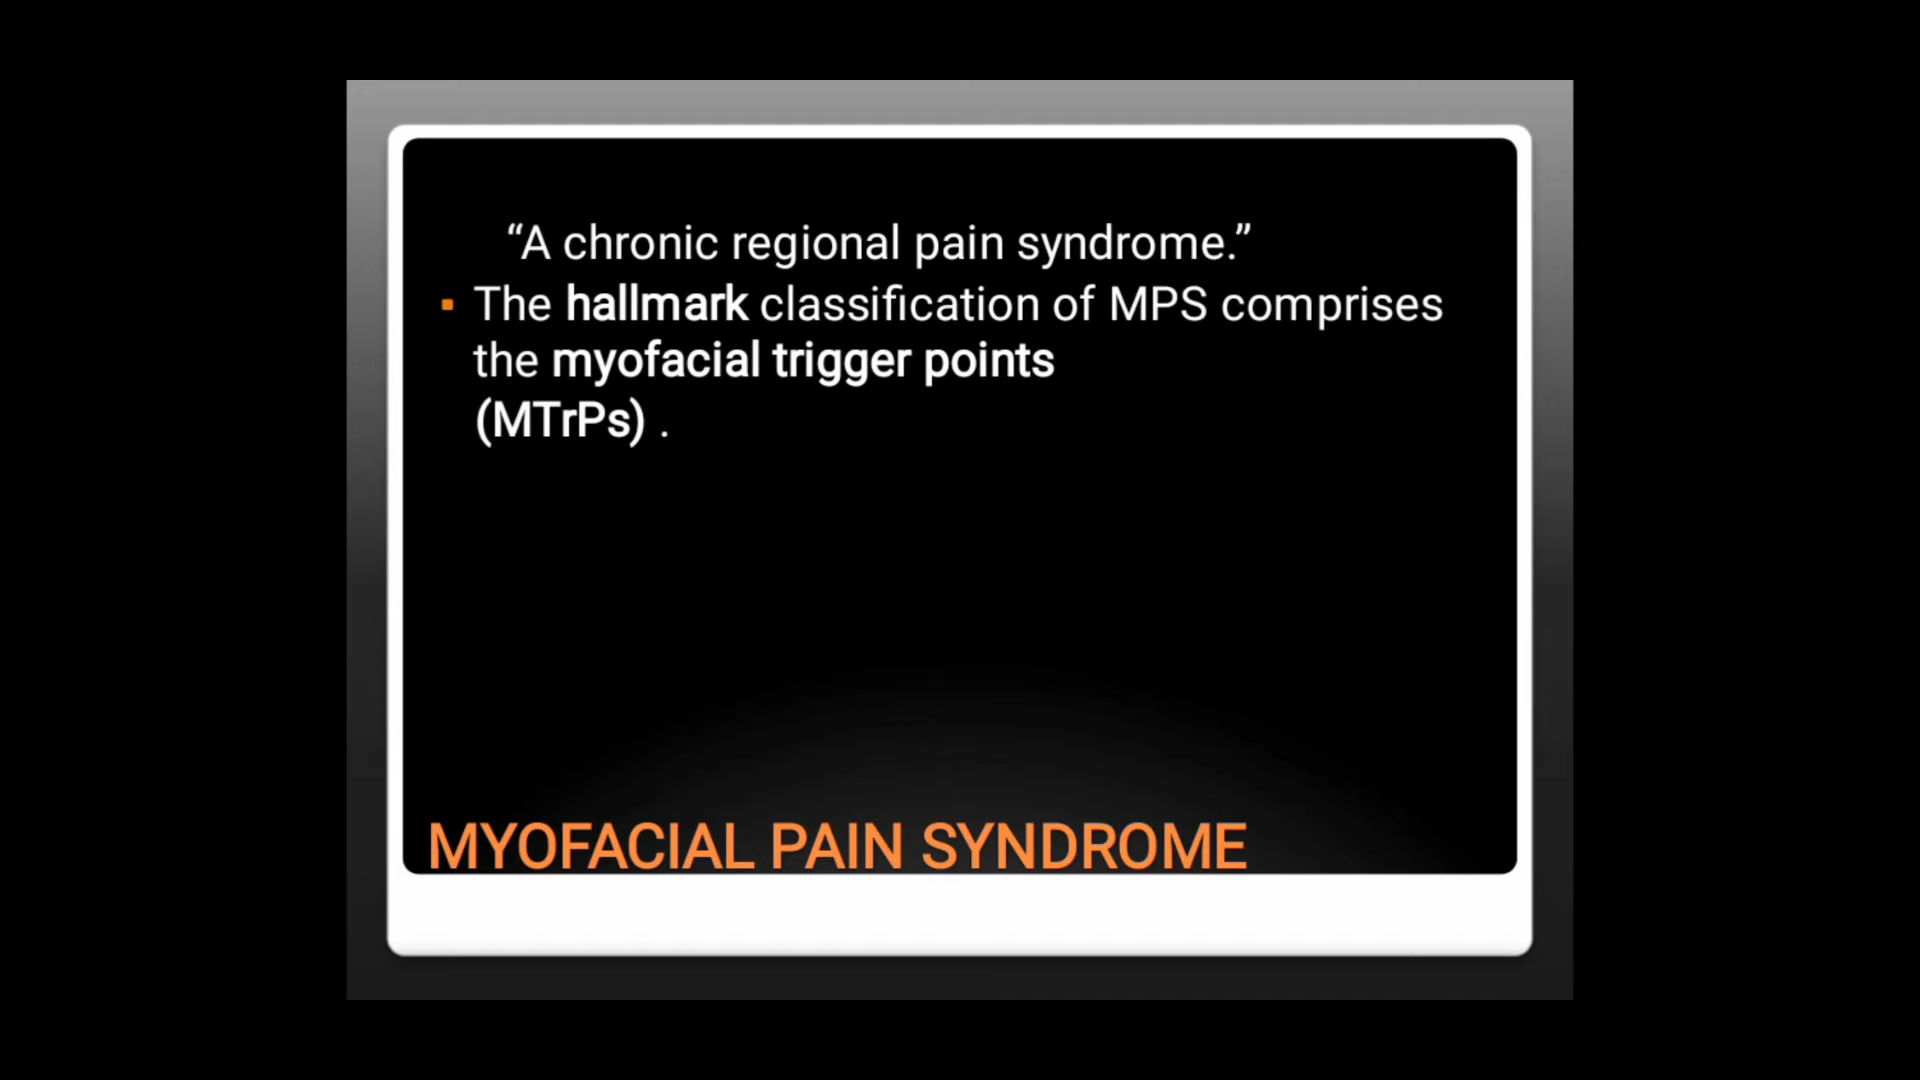 “A chronic regional pain syndrome.”
▪ The hallmark classification of MPS comprises
the myofacial trigger points
(MTrPs) .
MYOFACIAL PAIN SYNDROME